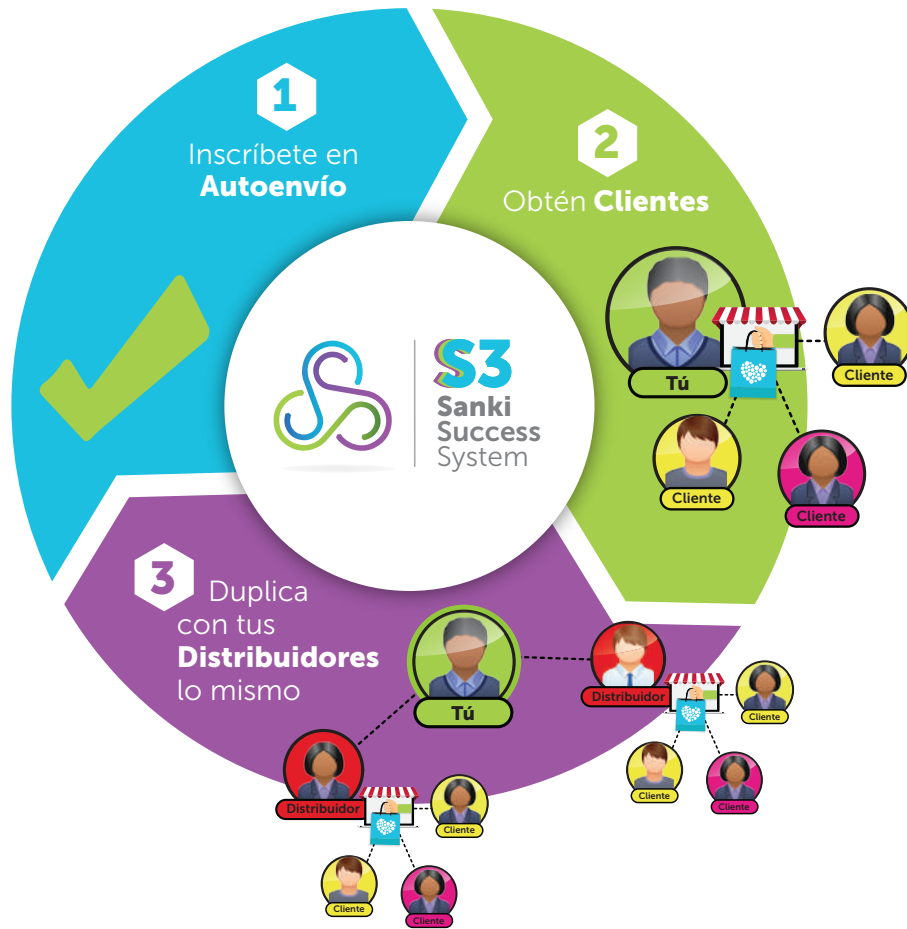 1
Inscríbete en
Autoenvío
2
Obtén Clientes
Tú
Cliente
Cliente
Cliente
S3
Sanki
Success
System
3 Duplica
con tus
Distribuidores
lo mismo
Tú
Distribuidor
Cliente
Cliente
Cliente
Distribuidor
Cliente
Cliente
Cliente